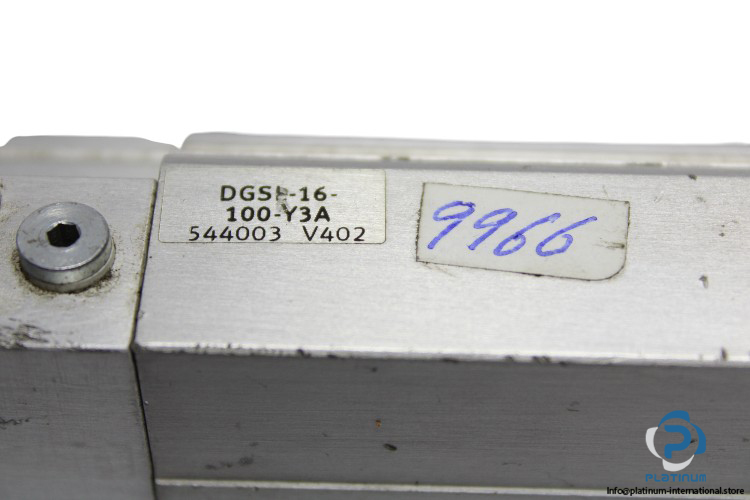 DGSL-16-
100-Y3A
544003 V402
9966
PLATINUM
Info@platinum-international.store